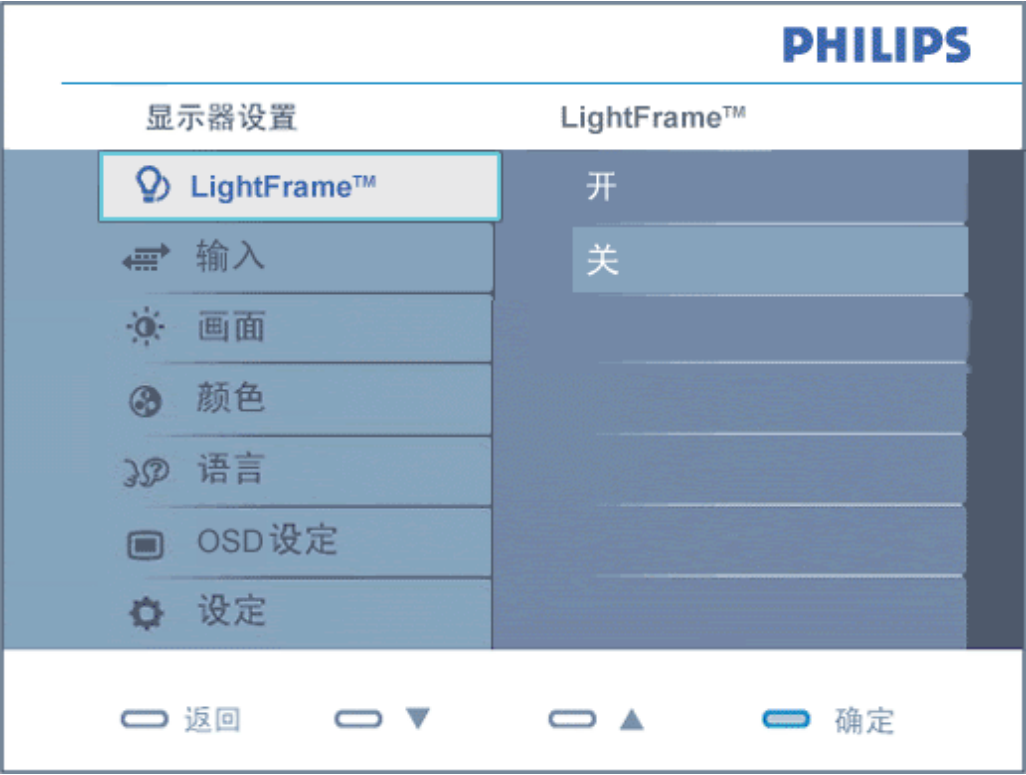 PHILIPS
显示器设置
LightFrame™
LightFrame™
开
输入
关
画面
颜色
语言
OSD设定
设定
返回 ▼ ▲ 确定